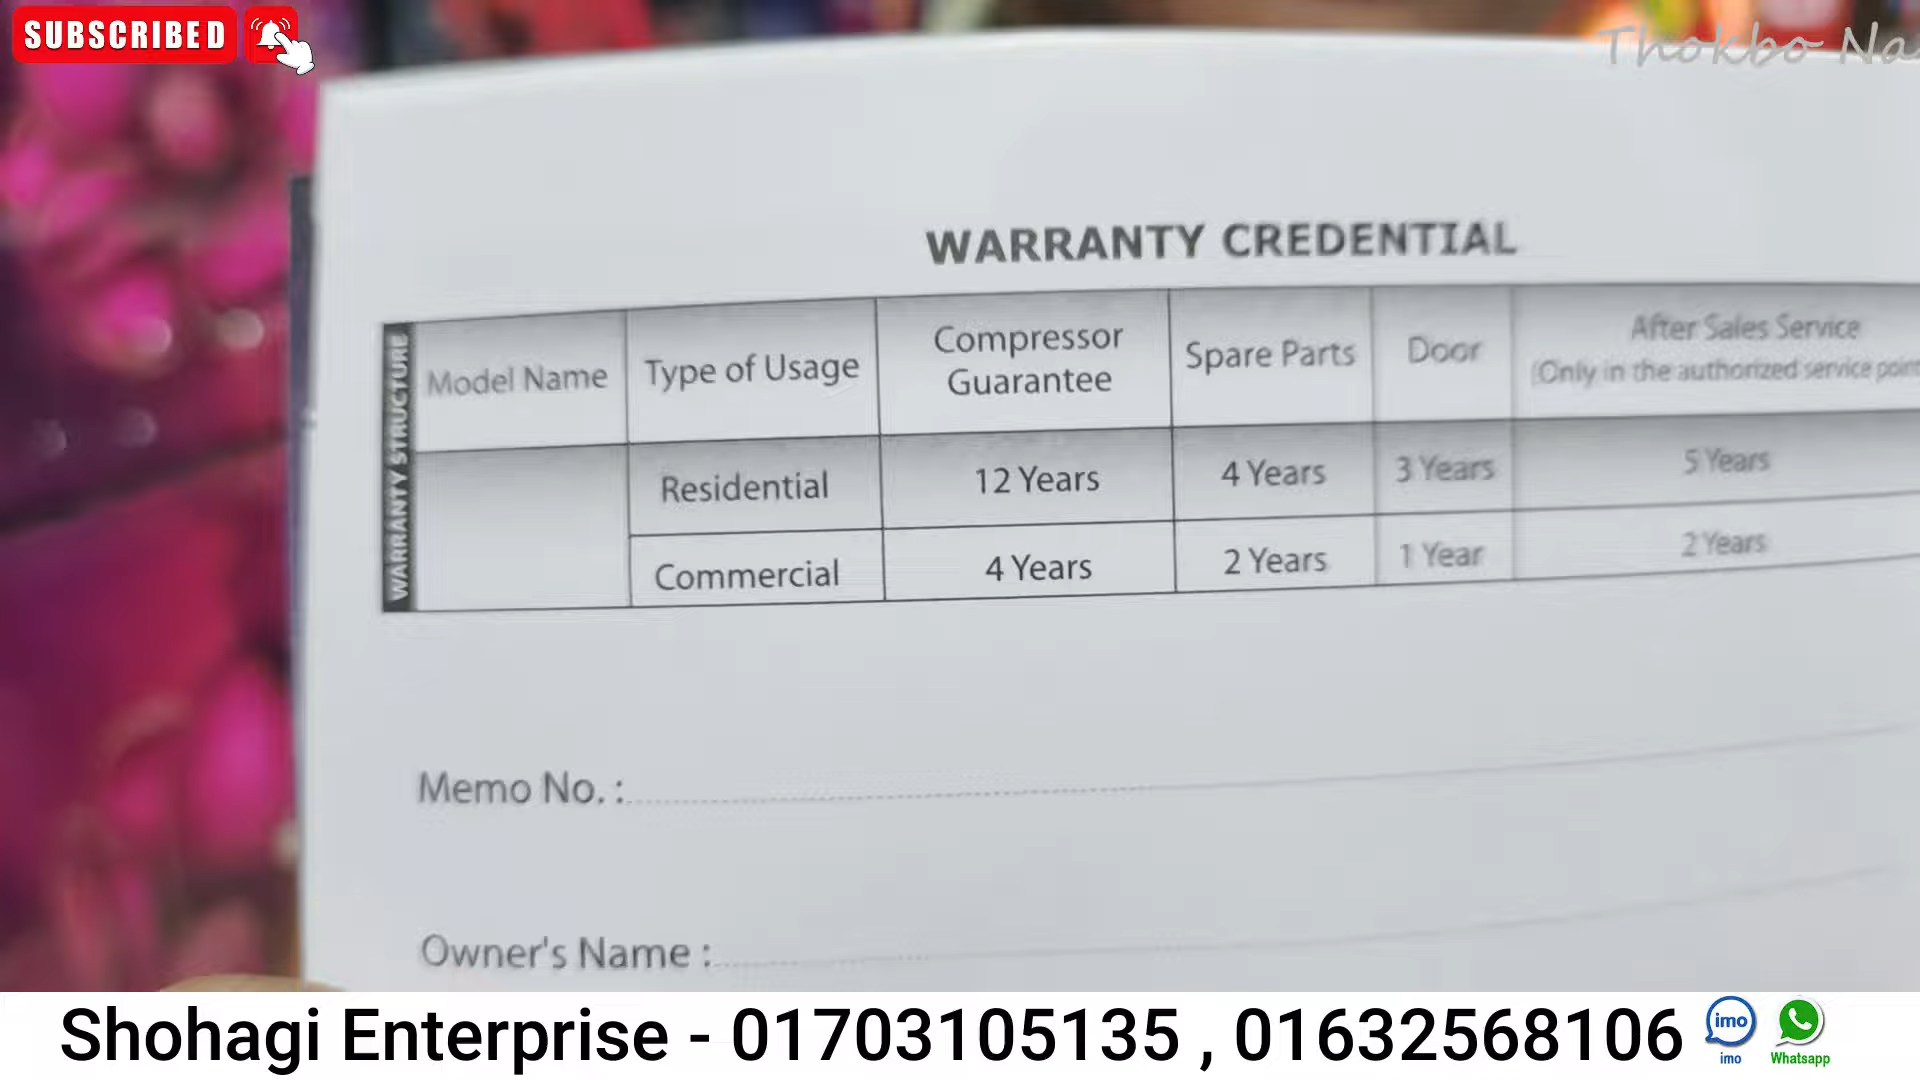 SUBSCRIBED
Thokbo Na
WARRANTY CREDENTIAL
WARRANTY STRUCTURE
Model Name Type of Usage Compressor Guarantee Spare Parts Door After Sales Service
(Only in the authorized service point
Residential 12 Years 4 Years 3 Years 5 Years
Commercial 4 Years 2 Years 1 Year 2 Years
Memo No. :
Owner's Name :
Shohagi Enterprise - 01703105135 , 01632568106
imo
imo Whatsapp